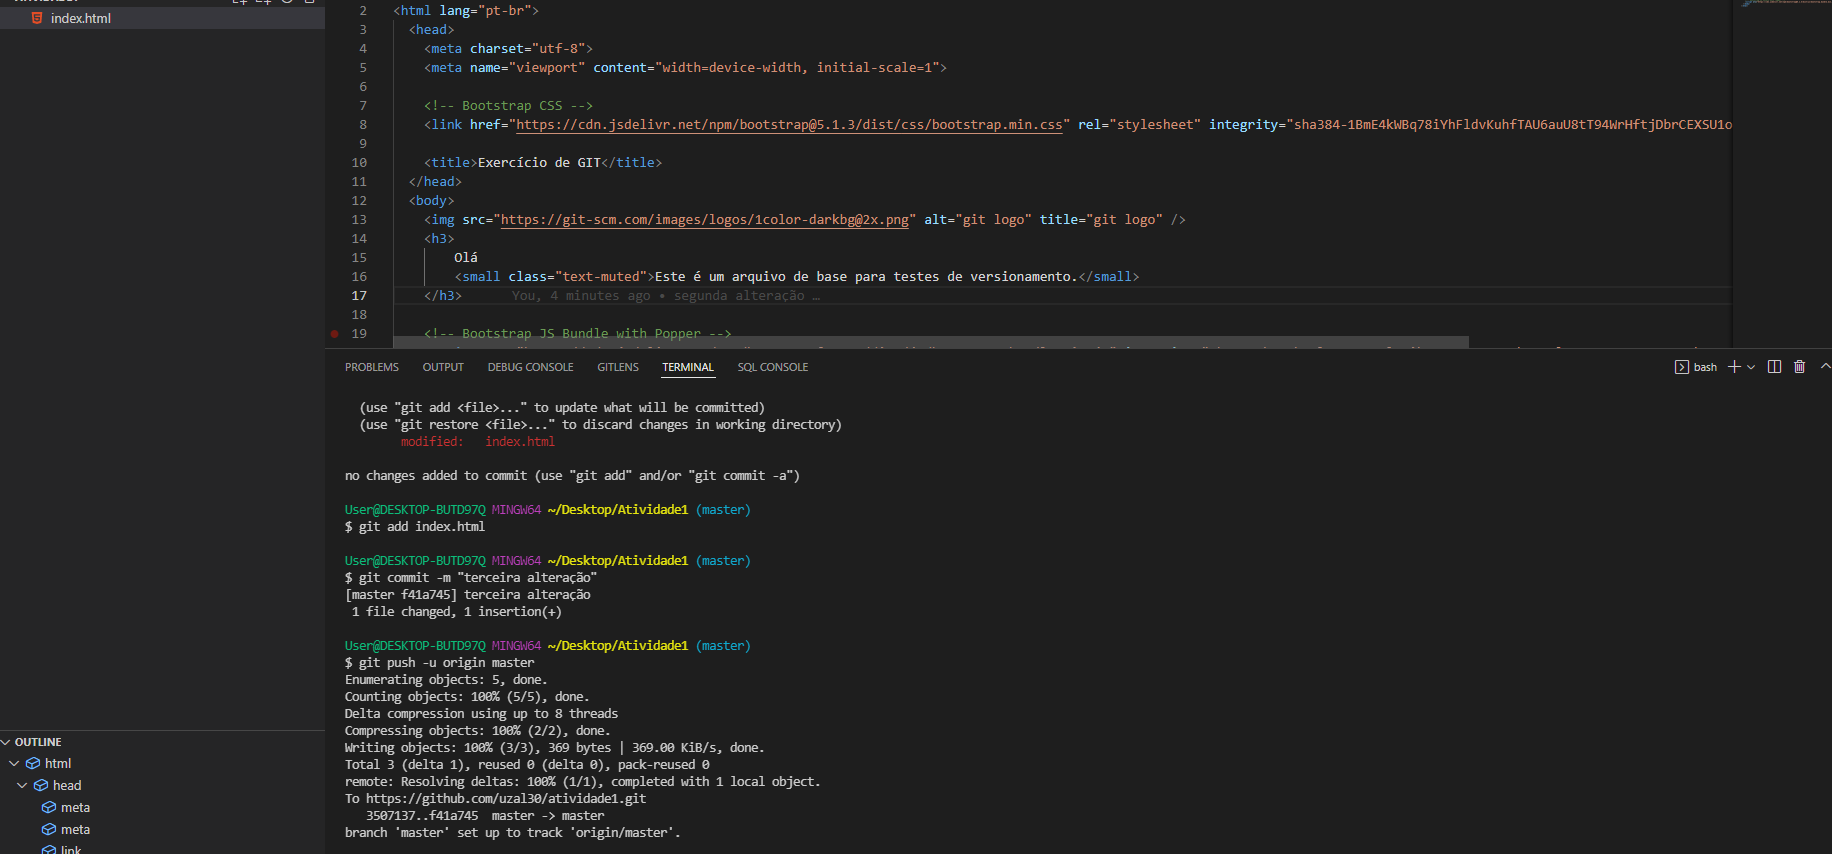 index.html
2 <html lang="pt-br">
3 <head>
4 <meta charset="utf-8">
5 <meta name="viewport" content="width=device-width, initial-scale=1">
6
7 <!-- Bootstrap CSS -->
8 <link href="https://cdn.jsdelivr.net/npm/bootstrap@5.1.3/dist/css/bootstrap.min.css" rel="stylesheet" integrity="sha384-1BmE4kWBq78iYhFldvKuhfTAU6auU8tT94WrHftjDbrCEXSU1o
9
10 <title>Exercício de GIT</title>
11 </head>
12 <body>
13 <img src="https://git-scm.com/images/logos/1color-darkbg@2x.png" alt="git logo" title="git logo" />
14 <h3>
15 Olá
16 <small class="text-muted">Este é um arquivo de base para testes de versionamento.</small>
17 </h3> You, 4 minutes ago • segunda alteração …
18
19 <!-- Bootstrap JS Bundle with Popper -->
PROBLEMS OUTPUT DEBUG CONSOLE GITLENS TERMINAL SQL CONSOLE bash
(use "git add <file>..." to update what will be committed)
(use "git restore <file>..." to discard changes in working directory)
modified: index.html
no changes added to commit (use "git add" and/or "git commit -a")
User@DESKTOP-BUTD97Q MINGW64 ~/Desktop/Atividade1 (master)
$ git add index.html
User@DESKTOP-BUTD97Q MINGW64 ~/Desktop/Atividade1 (master)
$ git commit -m "terceira alteração"
[master f41a745] terceira alteração
1 file changed, 1 insertion(+)
User@DESKTOP-BUTD97Q MINGW64 ~/Desktop/Atividade1 (master)
$ git push -u origin master
Enumerating objects: 5, done.
Counting objects: 100% (5/5), done.
Delta compression using up to 8 threads
Compressing objects: 100% (2/2), done.
Writing objects: 100% (3/3), 369 bytes | 369.00 KiB/s, done.
Total 3 (delta 1), reused 0 (delta 0), pack-reused 0
remote: Resolving deltas: 100% (1/1), completed with 1 local object.
To https://github.com/uzal30/atividade1.git
3507137..f41a745 master -> master
branch 'master' set up to track 'origin/master'.
OUTLINE
html
head
meta
meta
link